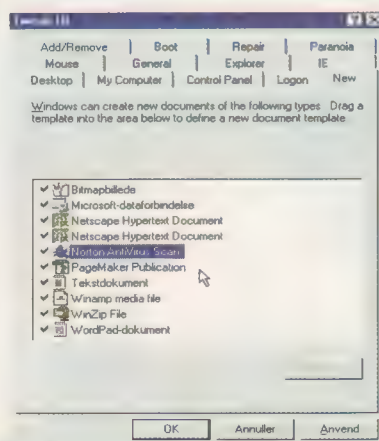 Tweak UI
Add/Remove Boot Repair Paranoia
Mouse General Explorer IE
Desktop My Computer Control Panel Logon New
Windows can create new documents of the following types Drag a
template into the area below to define a new document template
Bitmapbillede
Microsoft-dataforbindelse
Netscape Hypertext Document
Netscape Hypertext Document
Norton AntiVirus Scan
PageMaker Publication
Tekstdokument
Winamp media file
WinZip File
WordPad-dokument
OK Annuller Anvend